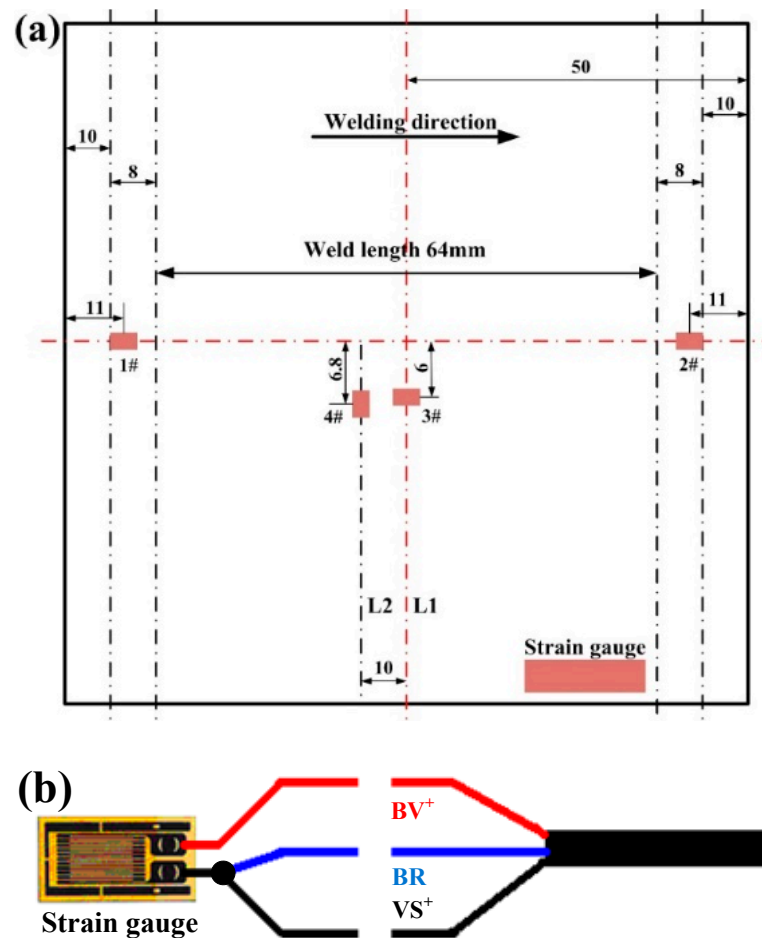 (a)
50
10
Welding direction
10
8
8
Weld length 64mm
11
11
1#
6.8
6
2#
4#
3#
L2
L1
Strain gauge
10
(b)
BV+
BR
VS+
Strain gauge